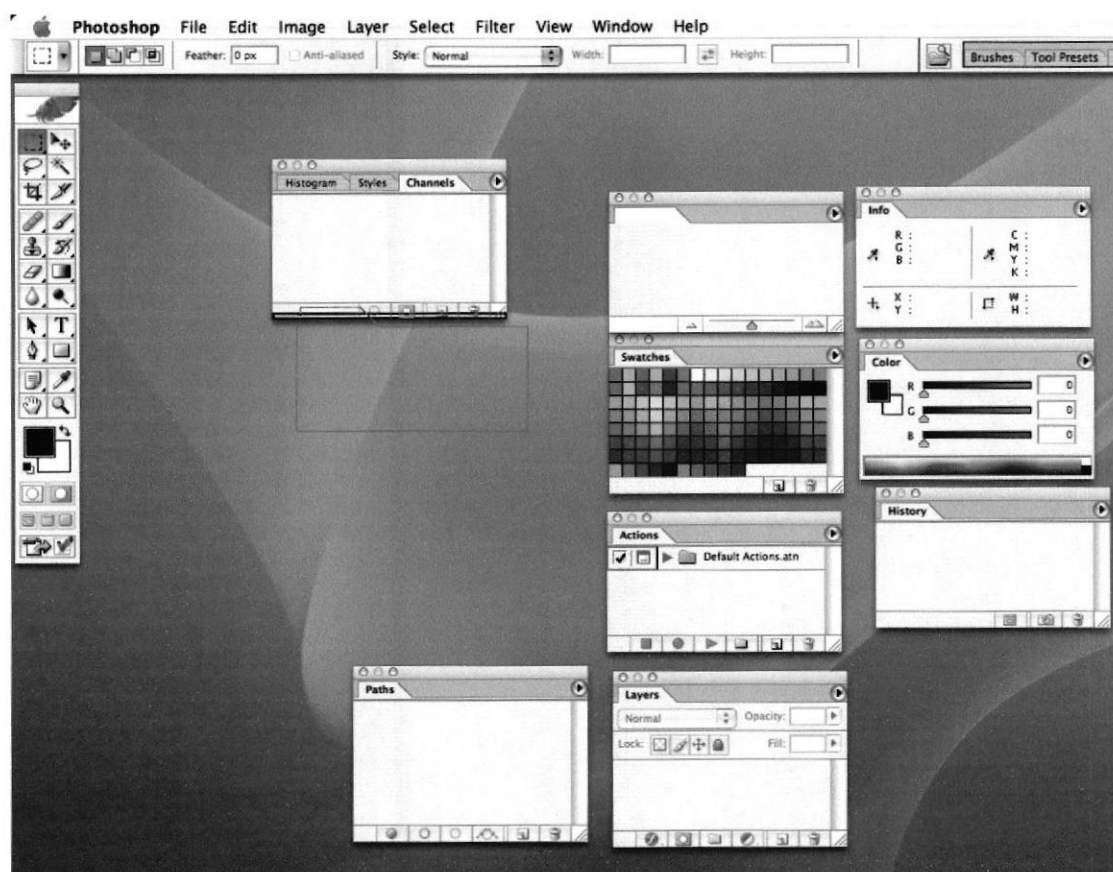 Photoshop File Edit Image Layer Select Filter View Window Help
Feather: 0 px Anti-aliased Style: Normal Width: Height: Brushes Tool Presets
Histogram Styles Channels
Info
R :
G :
B :
C :
M :
Y :
K :
X :
Y :
W :
H :
Swatches
Color
R 0
G 0
B 0
T
History
Actions
Default Actions.atn
Paths
Layers
Normal Opacity:
Lock: Fill: